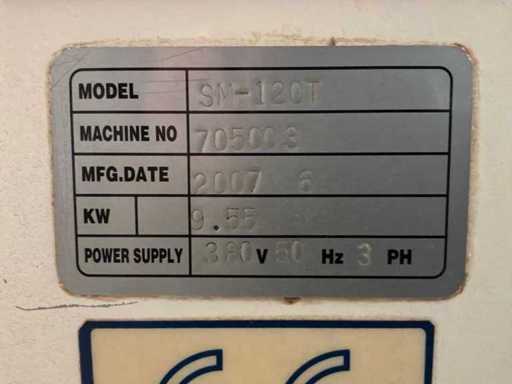 MODEL SM-120T
MACHINE NO 705003
MFG.DATE 2007 6
KW 9.55
POWER SUPPLY 380 V 50 Hz 3 PH
CE